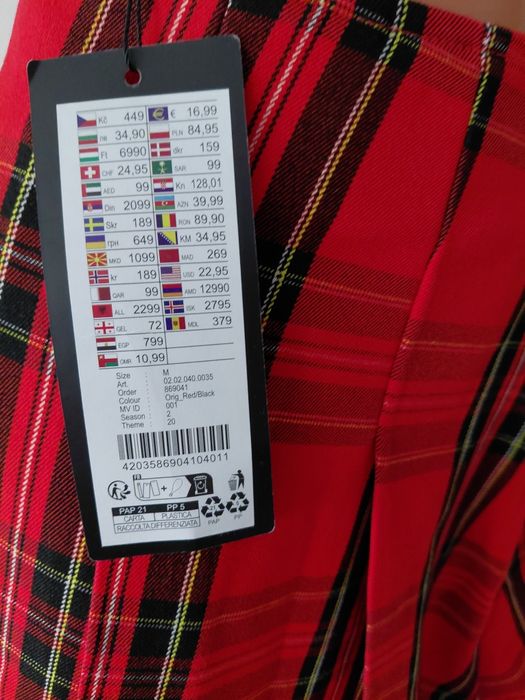 Kč 449 € 16,99
лв 34,90 PLN 84,95
Ft 6990 dkr 159
CHF 24,95 SAR 99
AED 99 Kn 128,01
Din 2099 AZN 39,99
Skr 189 RON 89,90
грн 649 KM 34,95
MKD 1099 MAD 269
kr 189 USD 22,95
QAR 99 AMD 12990
ALL 2299 ISK 2795
GEL 72 MDL 379
EGP 799
OMR 10,99
Size : M
Art. : 02.02.040.0035
Order : 869041
Colour : Orig_Red/Black
MV ID : 001
Season : 2
Theme : 20
4203586904104011
FR
+
PAP 21 PP 5
CARTA PLASTICA
RACCOLTA DIFFERENZIATA
21 5
PAP PP